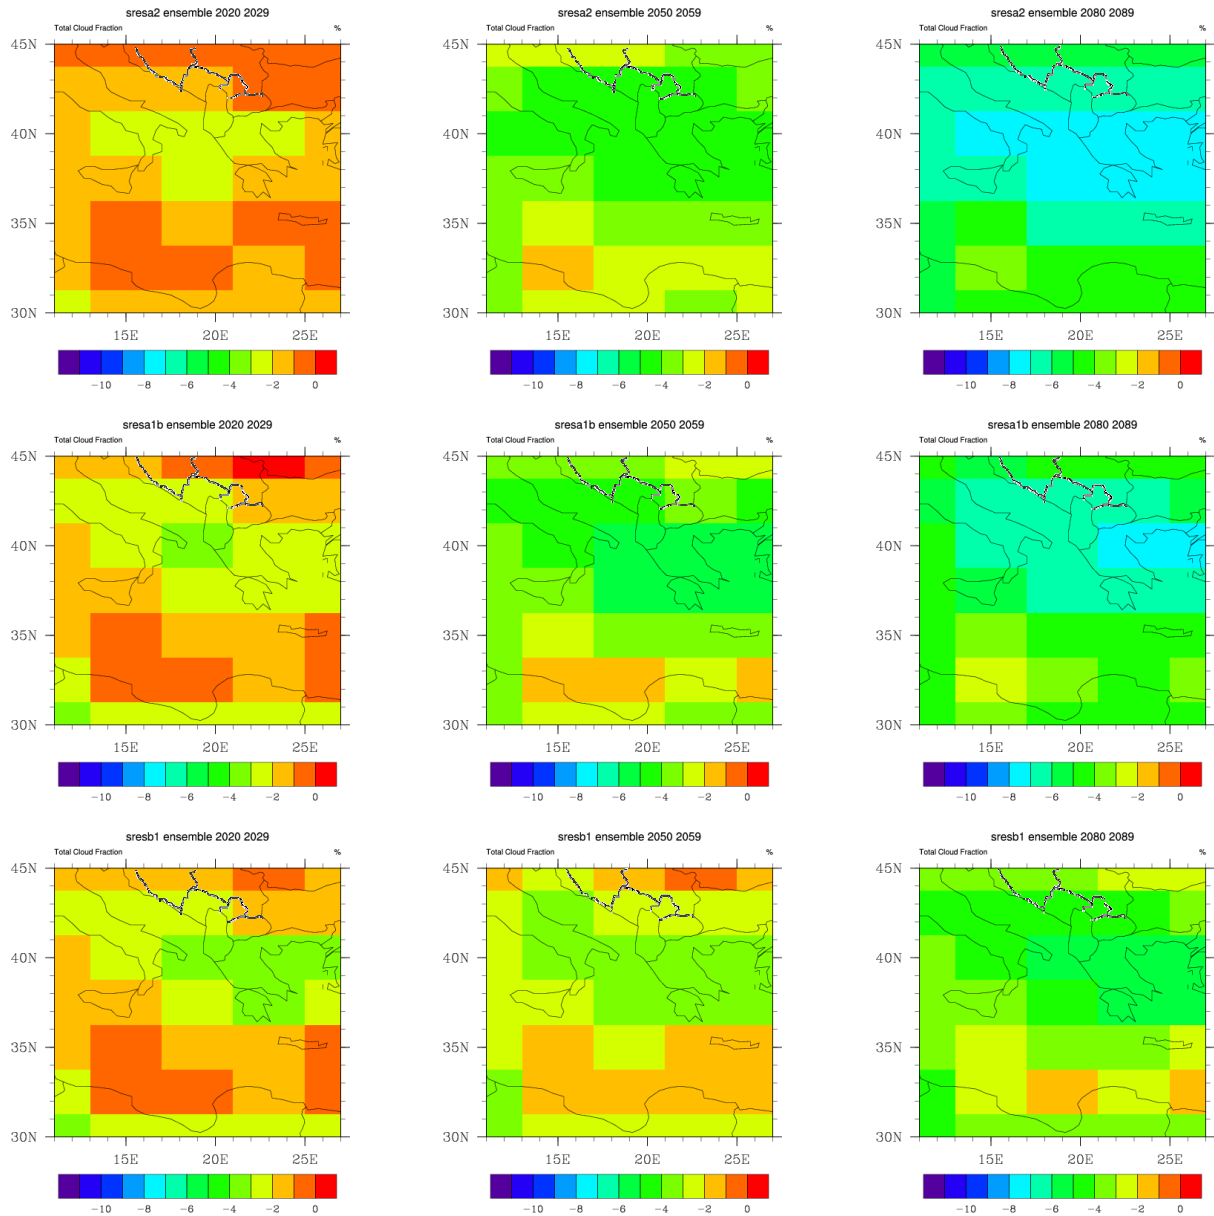 sresa2 ensemble 2020 2029
Total Cloud Fraction %
45N
40N
35N
30N
15E 20E 25E
−10 −8 −6 −4 −2 0
sresa2 ensemble 2050 2059
Total Cloud Fraction %
45N
40N
35N
30N
15E 20E 25E
−10 −8 −6 −4 −2 0
sresa2 ensemble 2080 2089
Total Cloud Fraction %
45N
40N
35N
30N
15E 20E 25E
−10 −8 −6 −4 −2 0
sresa1b ensemble 2020 2029
Total Cloud Fraction %
45N
40N
35N
30N
15E 20E 25E
−10 −8 −6 −4 −2 0
sresa1b ensemble 2050 2059
Total Cloud Fraction %
45N
40N
35N
30N
15E 20E 25E
−10 −8 −6 −4 −2 0
sresa1b ensemble 2080 2089
Total Cloud Fraction %
45N
40N
35N
30N
15E 20E 25E
−10 −8 −6 −4 −2 0
sresb1 ensemble 2020 2029
Total Cloud Fraction %
45N
40N
35N
30N
15E 20E 25E
−10 −8 −6 −4 −2 0
sresb1 ensemble 2050 2059
Total Cloud Fraction %
45N
40N
35N
30N
15E 20E 25E
−10 −8 −6 −4 −2 0
sresb1 ensemble 2080 2089
Total Cloud Fraction %
45N
40N
35N
30N
15E 20E 25E
−10 −8 −6 −4 −2 0